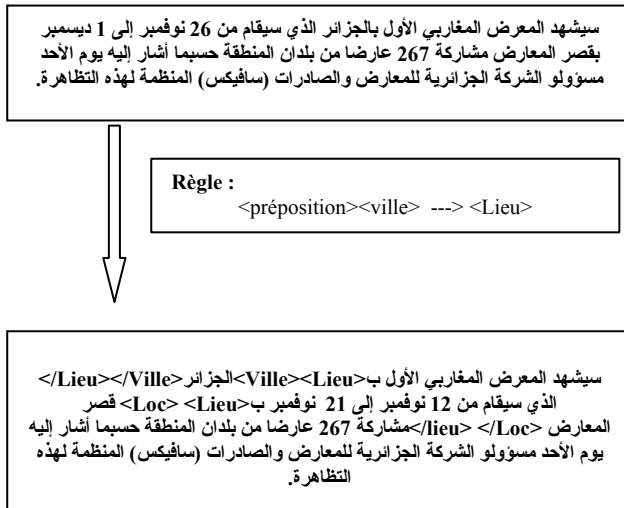 سيشهد المعرض المغاربي الأول بالجزائر الذي سيقام من 26 نوفمبر إلى 1 ديسمبر
بقصر المعارض مشاركة 267 عارضا من بلدان المنطقة حسبما أشار إليه يوم الأحد
مسؤولو الشركة الجزائرية للمعارض والصادرات (سافيكس) المنظمة لهذه التظاهرة.
Règle :
<préposition><ville> ---> <Lieu>
سيشهد المعرض المغاربي الأول ب<Lieu><Ville>الجزائر</Ville></Lieu>
الذي سيقام من 12 نوفمبر إلى 21 نوفمبر ب<Lieu> <Loc> قصر
المعارض </Loc> </lieu>مشاركة 267 عارضا من بلدان المنطقة حسبما أشار إليه
يوم الأحد مسؤولو الشركة الجزائرية للمعارض والصادرات (سافيكس) المنظمة لهذه
التظاهرة.